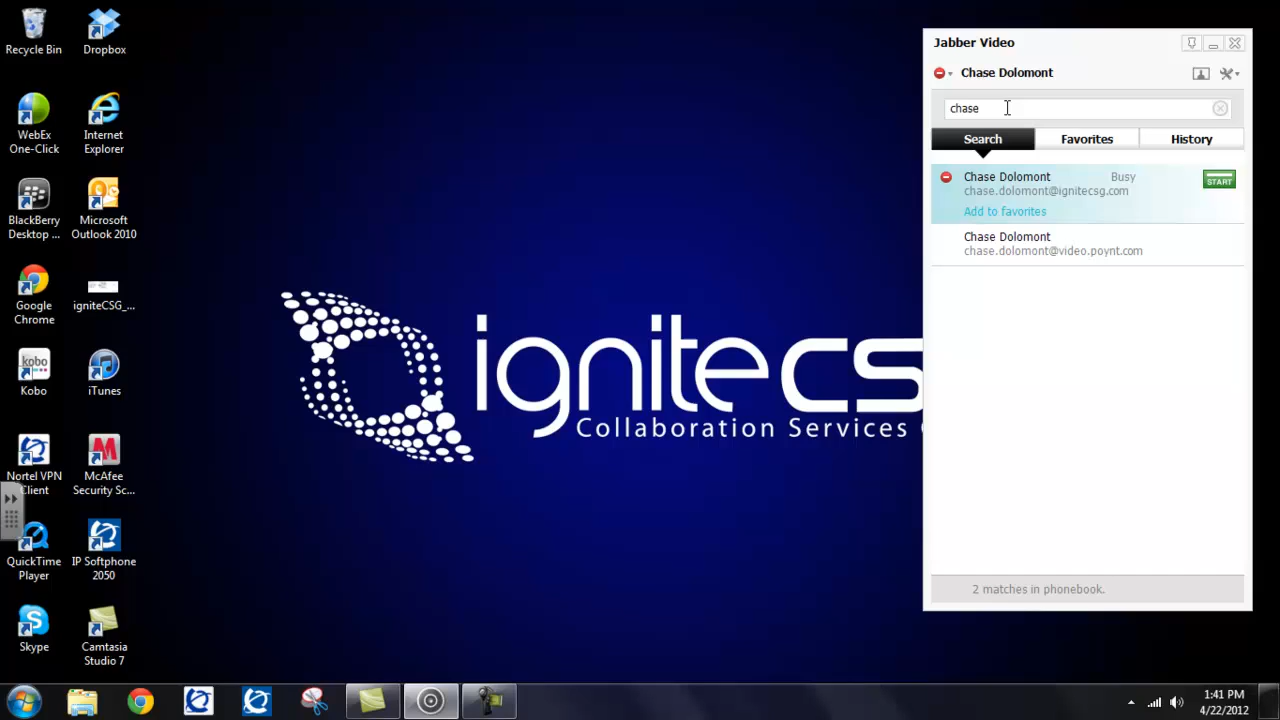 Recycle Bin
Dropbox
WebEx
One-Click
Internet
Explorer
BlackBerry
Desktop ...
Microsoft
Outlook 2010
Google
Chrome
igniteCSG_...
kobo
Kobo
iTunes
Nortel VPN
Client
McAfee
Security Sc...
QuickTime
Player
IP Softphone
2050
Skype
Camtasia
Studio 7
ignitecs
Collaboration Services
Jabber Video
Chase Dolomont
chase
Search
Favorites
History
Chase Dolomont
Busy
START
chase.dolomont@ignitecsg.com
Add to favorites
Chase Dolomont
chase.dolomont@video.poynt.com
2 matches in phonebook.
1:41 PM
4/22/2012